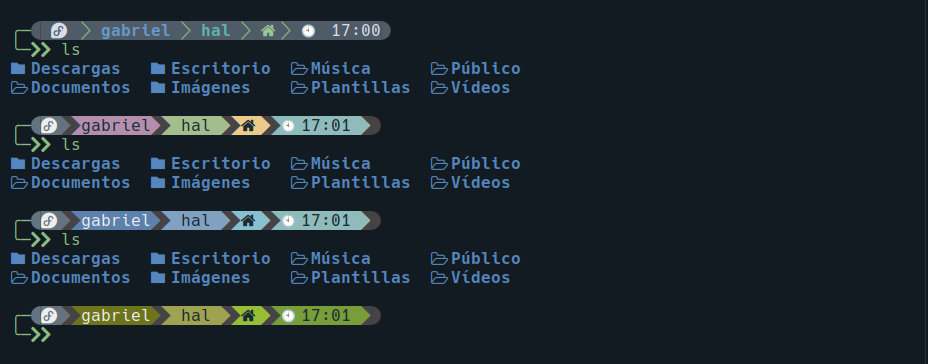 gabriel hal 17:00
ls
Descargas Escritorio Música Público
Documentos Imágenes Plantillas Vídeos
gabriel hal 17:01
ls
Descargas Escritorio Música Público
Documentos Imágenes Plantillas Vídeos
gabriel hal 17:01
ls
Descargas Escritorio Música Público
Documentos Imágenes Plantillas Vídeos
gabriel hal 17:01